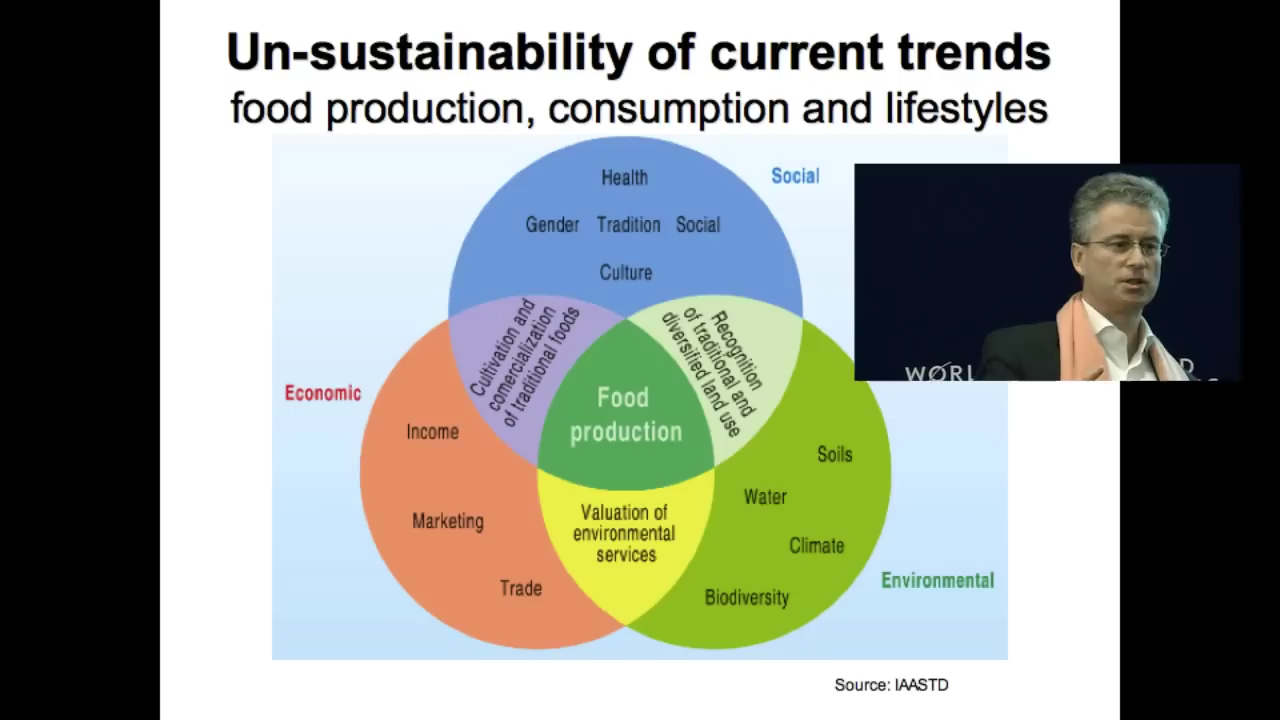 Un-sustainability of current trends
food production, consumption and lifestyles
Health
Social
Gender Tradition Social
Culture
Cultivation and
comercialization
of traditional foods
Recognition
of traditional and
diversified land use
WORL
D
Economic
Food
production
Income
Soils
Water
Marketing
Valuation of
environmental
services
Climate
Environmental
Trade
Biodiversity
Source: IAASTD